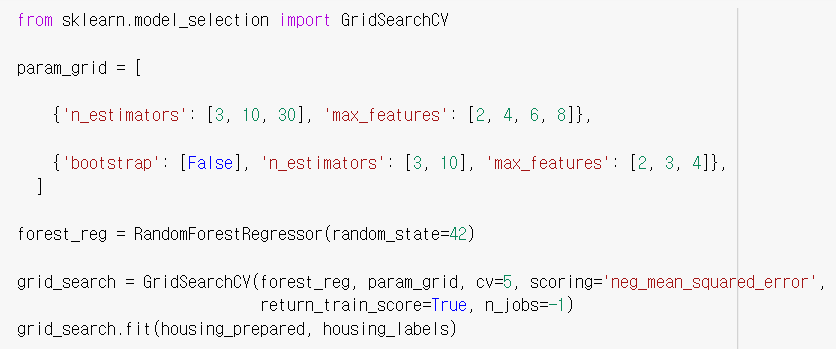 from sklearn.model_selection import GridSearchCV
param_grid = [
{'n_estimators': [3, 10, 30], 'max_features': [2, 4, 6, 8]},
{'bootstrap': [False], 'n_estimators': [3, 10], 'max_features': [2, 3, 4]},
]
forest_reg = RandomForestRegressor(random_state=42)
grid_search = GridSearchCV(forest_reg, param_grid, cv=5, scoring='neg_mean_squared_error',
return_train_score=True, n_jobs=-1)
grid_search.fit(housing_prepared, housing_labels)